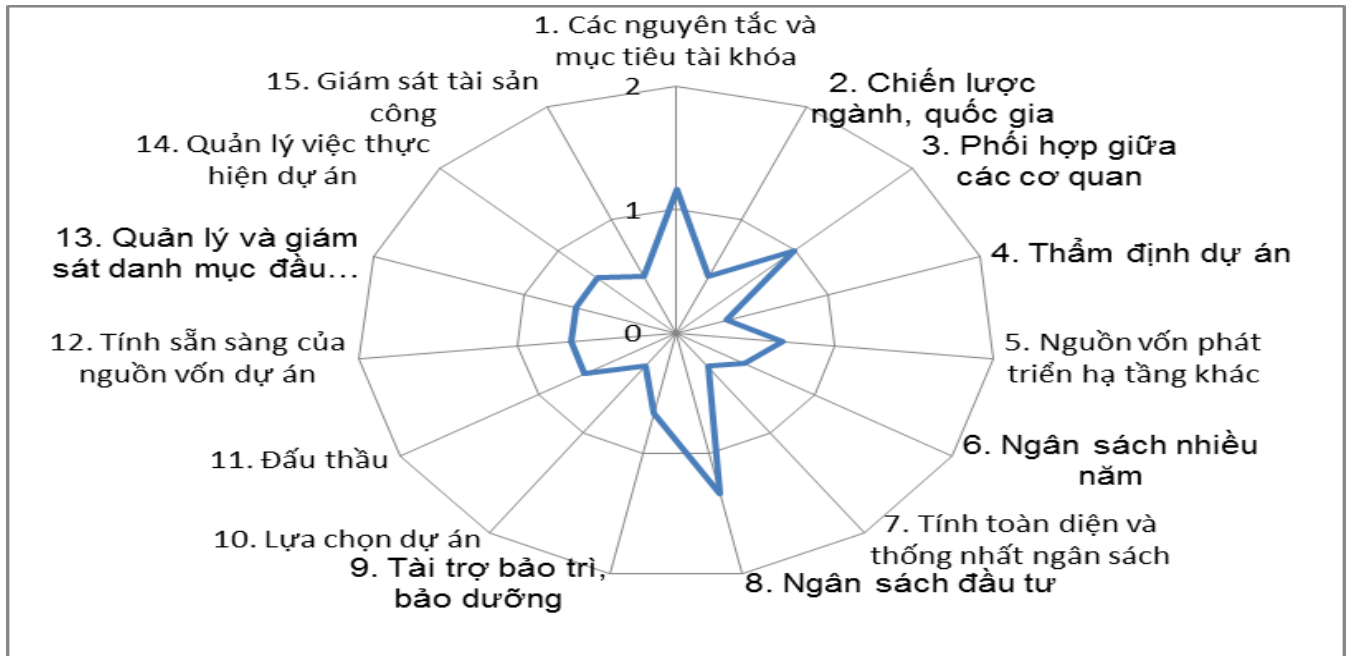 1. Các nguyên tắc và
mục tiêu tài khóa
2. Chiến lược
ngành, quốc gia
3. Phối hợp giữa
các cơ quan
4. Thẩm định dự án
5. Nguồn vốn phát
triển hạ tầng khác
6. Ngân sách nhiều
năm
7. Tính toàn diện và
thống nhất ngân sách
8. Ngân sách đầu tư
9. Tài trợ bảo trì,
bảo dưỡng
10. Lựa chọn dự án
11. Đấu thầu
12. Tính sẵn sàng của
nguồn vốn dự án
13. Quản lý và giám
sát danh mục đầu...
14. Quản lý việc thực
hiện dự án
15. Giám sát tài sản
công
2
1
0